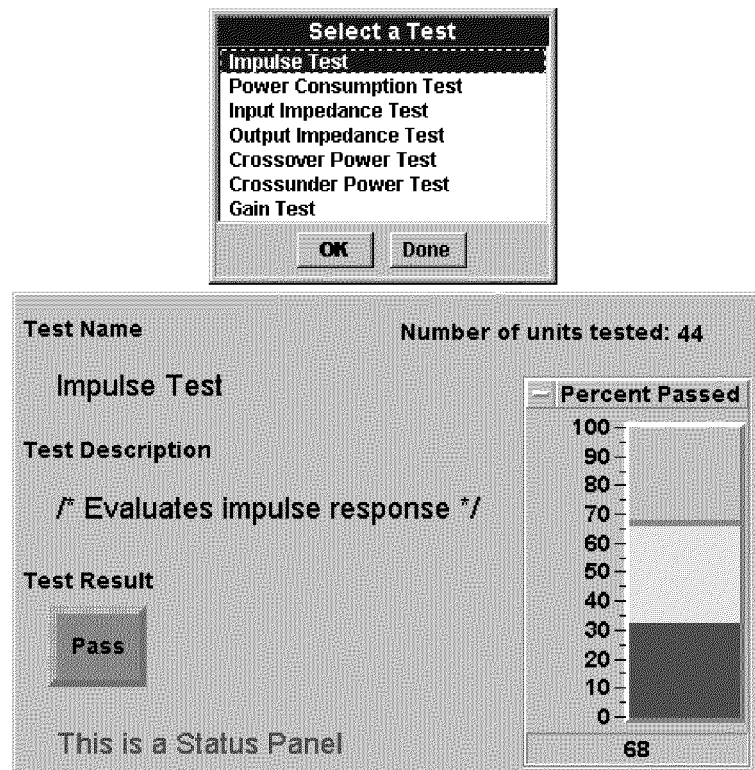 Select a Test
Impulse Test
Power Consumption Test
Input Impedance Test
Output Impedance Test
Crossover Power Test
Crossunder Power Test
Gain Test
OK Done
Test Name
Number of units tested: 44
Impulse Test
Percent Passed
Test Description
/* Evaluates impulse response */
Test Result
Pass
This is a Status Panel
100
90
80
70
60
50
40
30
20
10
0
68